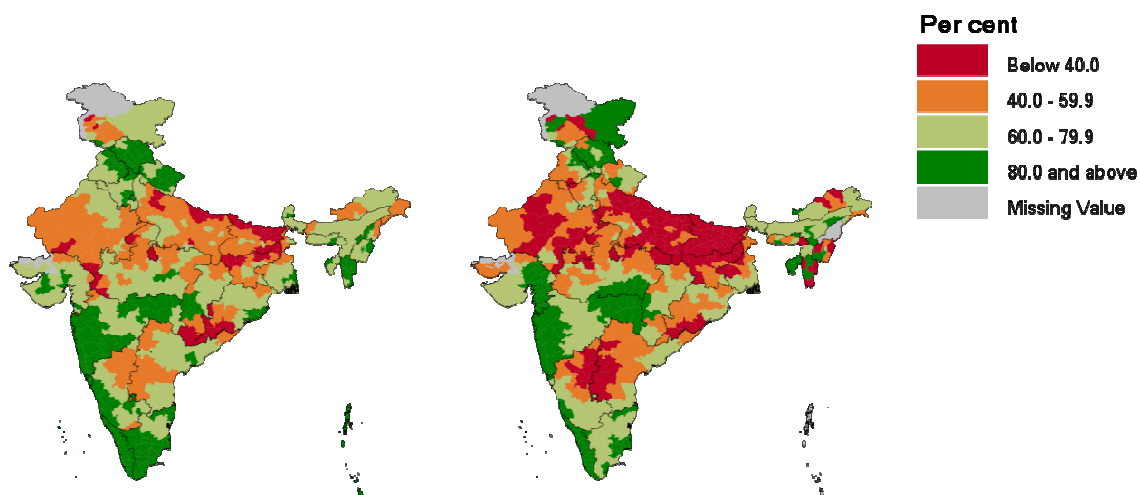 Per cent
Below 40.0
40.0 - 59.9
60.0 - 79.9
80.0 and above
Missing Value